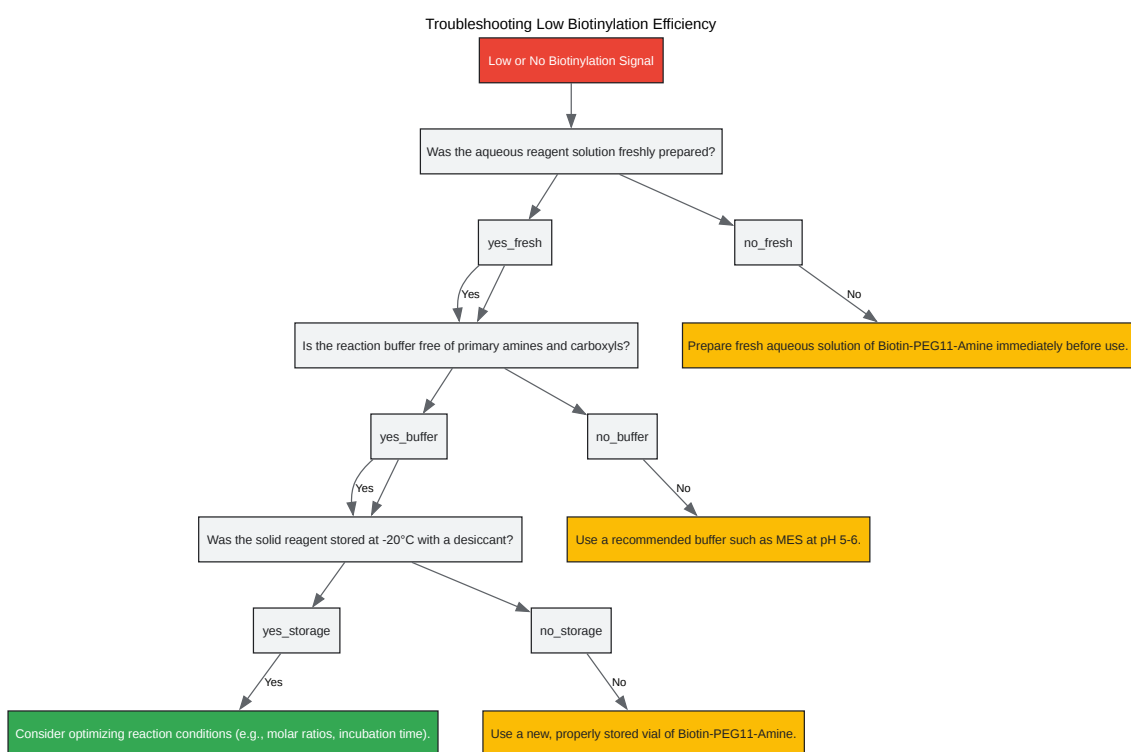 Troubleshooting Low Biotinylation Efficiency
Low or No Biotinylation Signal
Was the aqueous reagent solution freshly prepared?
yes_fresh
no_fresh
Yes
No
Is the reaction buffer free of primary amines and carboxyls?
Prepare fresh aqueous solution of Biotin-PEG11-Amine immediately before use.
yes_buffer
no_buffer
Yes
No
Was the solid reagent stored at -20°C with a desiccant?
Use a recommended buffer such as MES at pH 5-6.
yes_storage
no_storage
Yes
No
Consider optimizing reaction conditions (e.g., molar ratios, incubation time).
Use a new, properly stored vial of Biotin-PEG11-Amine.